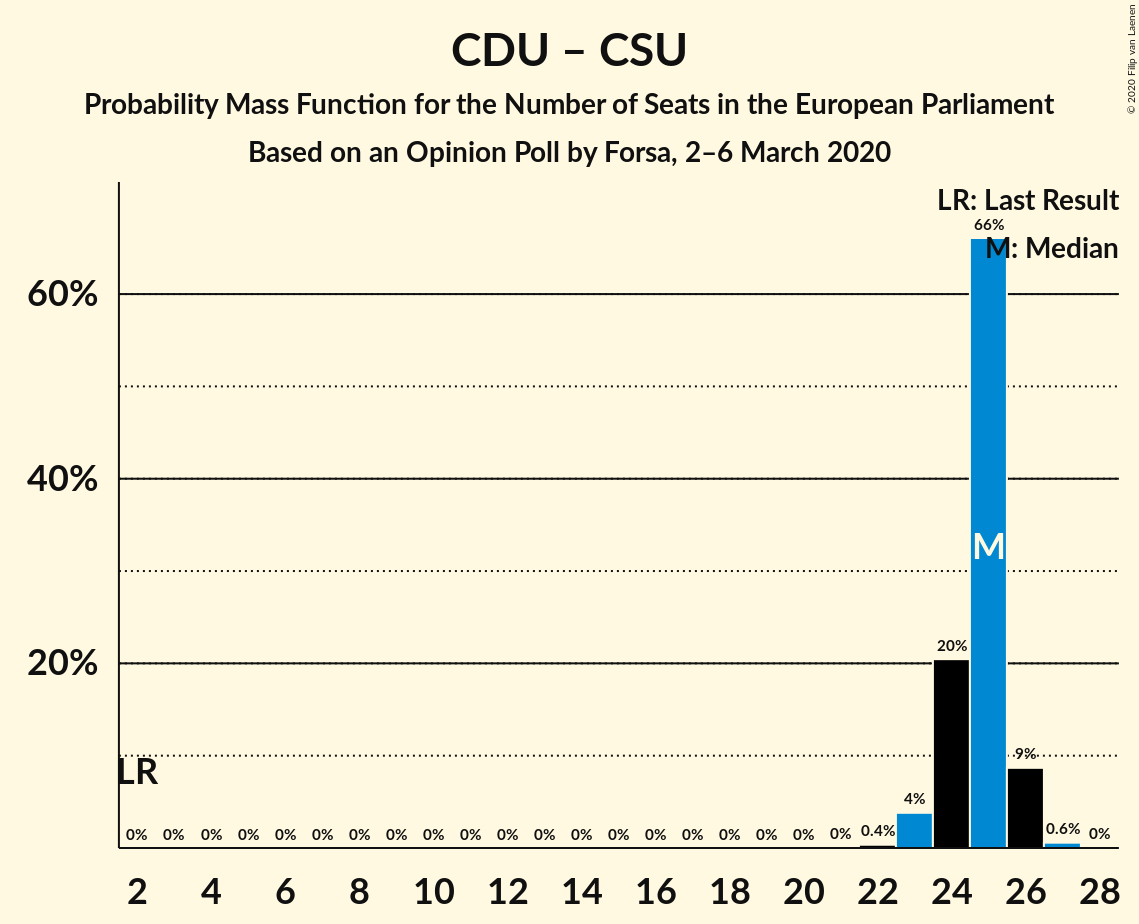 CDU – CSU
Probability Mass Function for the Number of Seats in the European Parliament
Based on an Opinion Poll by Forsa, 2–6 March 2020
© 2020 Filip van Laenen
LR: Last Result
M: Median
66%
60%
40%
M
20%
20%
9%
LR
4%
0% 0% 0% 0% 0% 0% 0% 0% 0% 0% 0% 0% 0% 0% 0% 0% 0% 0% 0% 0% 0.4% 0.6% 0%
2 4 6 8 10 12 14 16 18 20 22 24 26 28